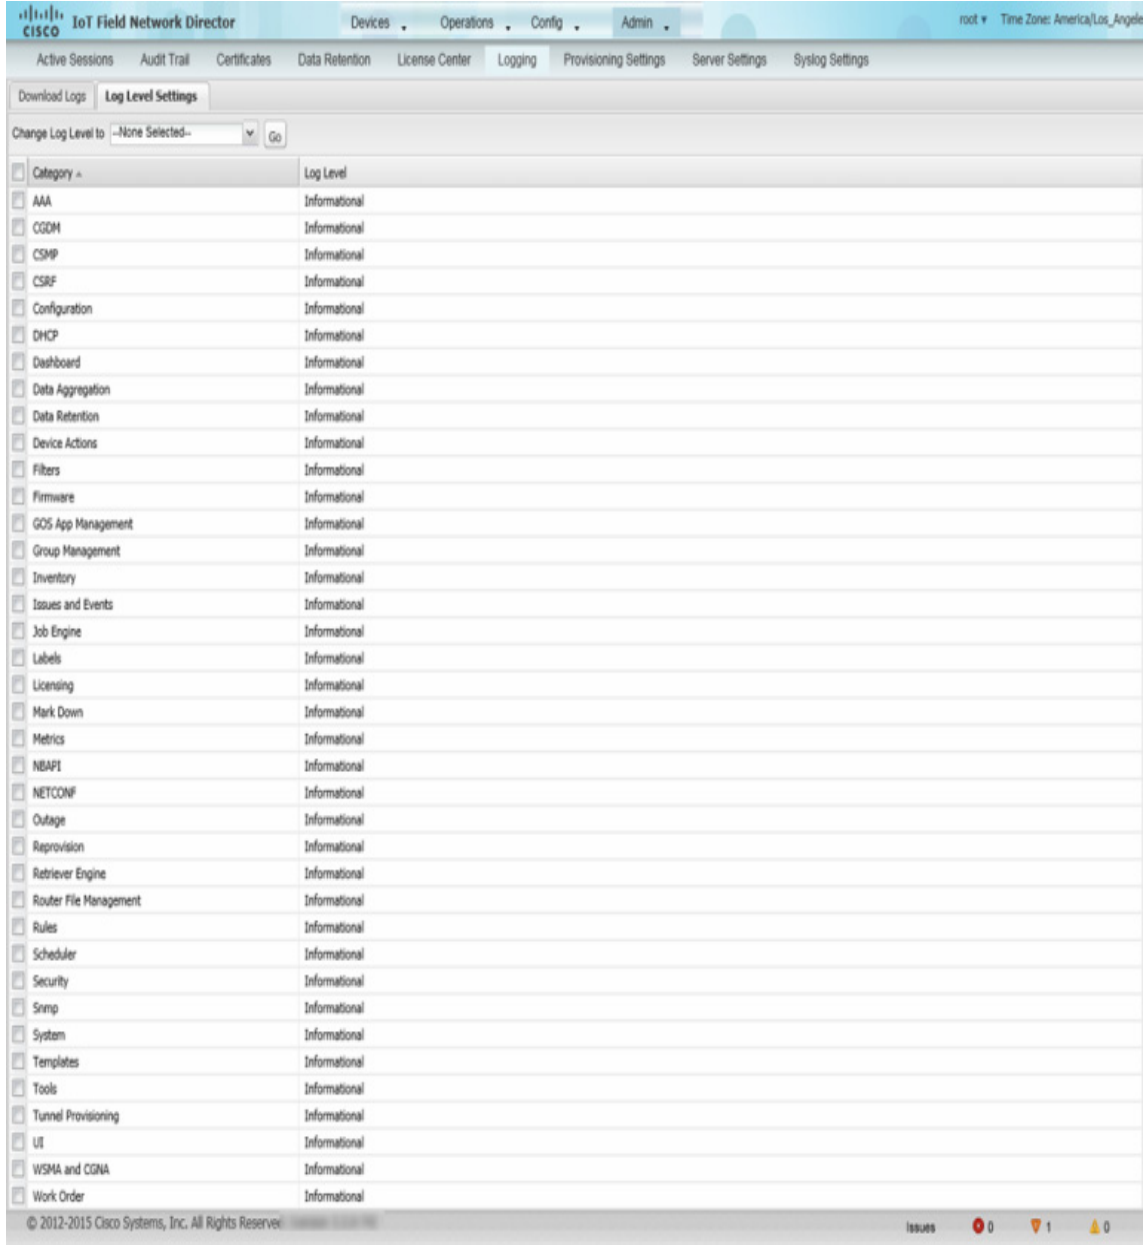 CISCO IoT Field Network Director Devices Operations Config Admin root Time Zone: America/Los_Angele
Active Sessions Audit Trail Certificates Data Retention License Center Logging Provisioning Settings Server Settings Syslog Settings
Download Logs Log Level Settings
Change Log Level to --None Selected-- Go
Category Log Level
AAA Informational
CGDM Informational
CSMP Informational
CSRF Informational
Configuration Informational
DHCP Informational
Dashboard Informational
Data Aggregation Informational
Data Retention Informational
Device Actions Informational
Filters Informational
Firmware Informational
GOS App Management Informational
Group Management Informational
Inventory Informational
Issues and Events Informational
Job Engine Informational
Labels Informational
Licensing Informational
Mark Down Informational
Metrics Informational
NBAPI Informational
NETCONF Informational
Outage Informational
Reprovision Informational
Retriever Engine Informational
Router File Management Informational
Rules Informational
Scheduler Informational
Security Informational
Snmp Informational
System Informational
Templates Informational
Tools Informational
Tunnel Provisioning Informational
UI Informational
WSMA and CGNA Informational
Work Order Informational
© 2012-2015 Cisco Systems, Inc. All Rights Reserve Issues 0 1 0